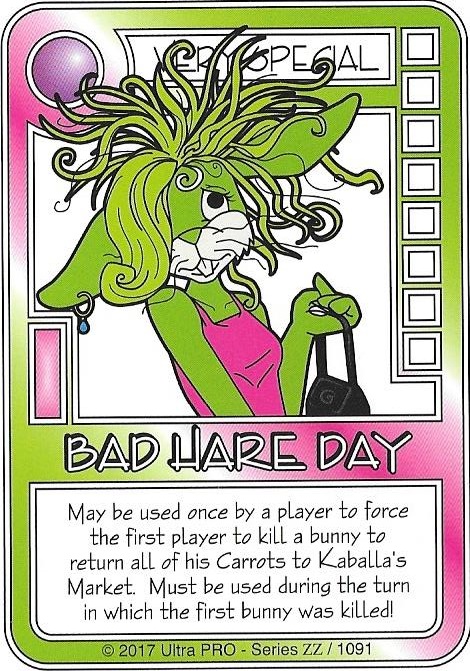 VERY SPECIAL
G
BAD HARE DAY
May be used once by a player to force
the first player to kill a bunny to
return all of his Carrots to Kaballa's
Market. Must be used during the turn
in which the first bunny was killed!
© 2017 Ultra PRO - Series ZZ / 1091